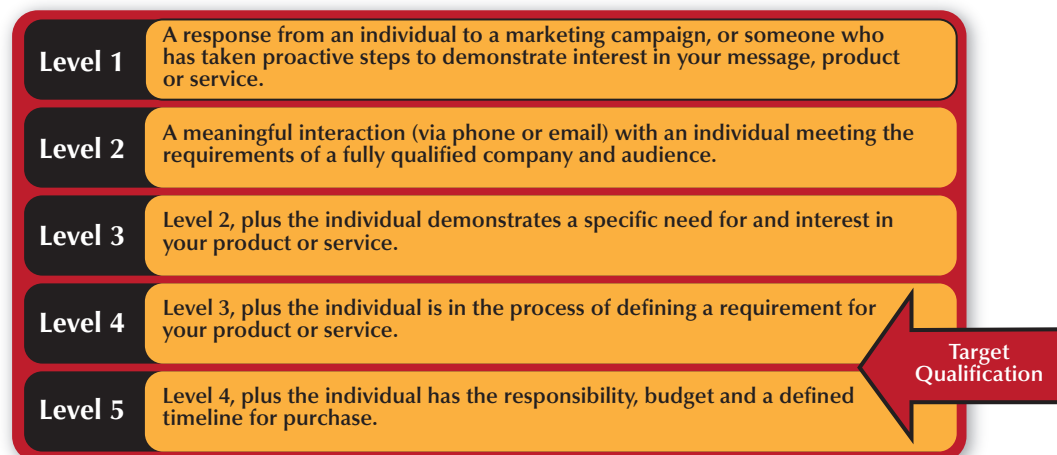 Level 1
A response from an individual to a marketing campaign, or someone who
has taken proactive steps to demonstrate interest in your message, product
or service.
Level 2
A meaningful interaction (via phone or email) with an individual meeting the
requirements of a fully qualified company and audience.
Level 3
Level 2, plus the individual demonstrates a specific need for and interest in
your product or service.
Level 4
Level 3, plus the individual is in the process of defining a requirement for
your product or service.
Target
Qualification
Level 5
Level 4, plus the individual has the responsibility, budget and a defined
timeline for purchase.